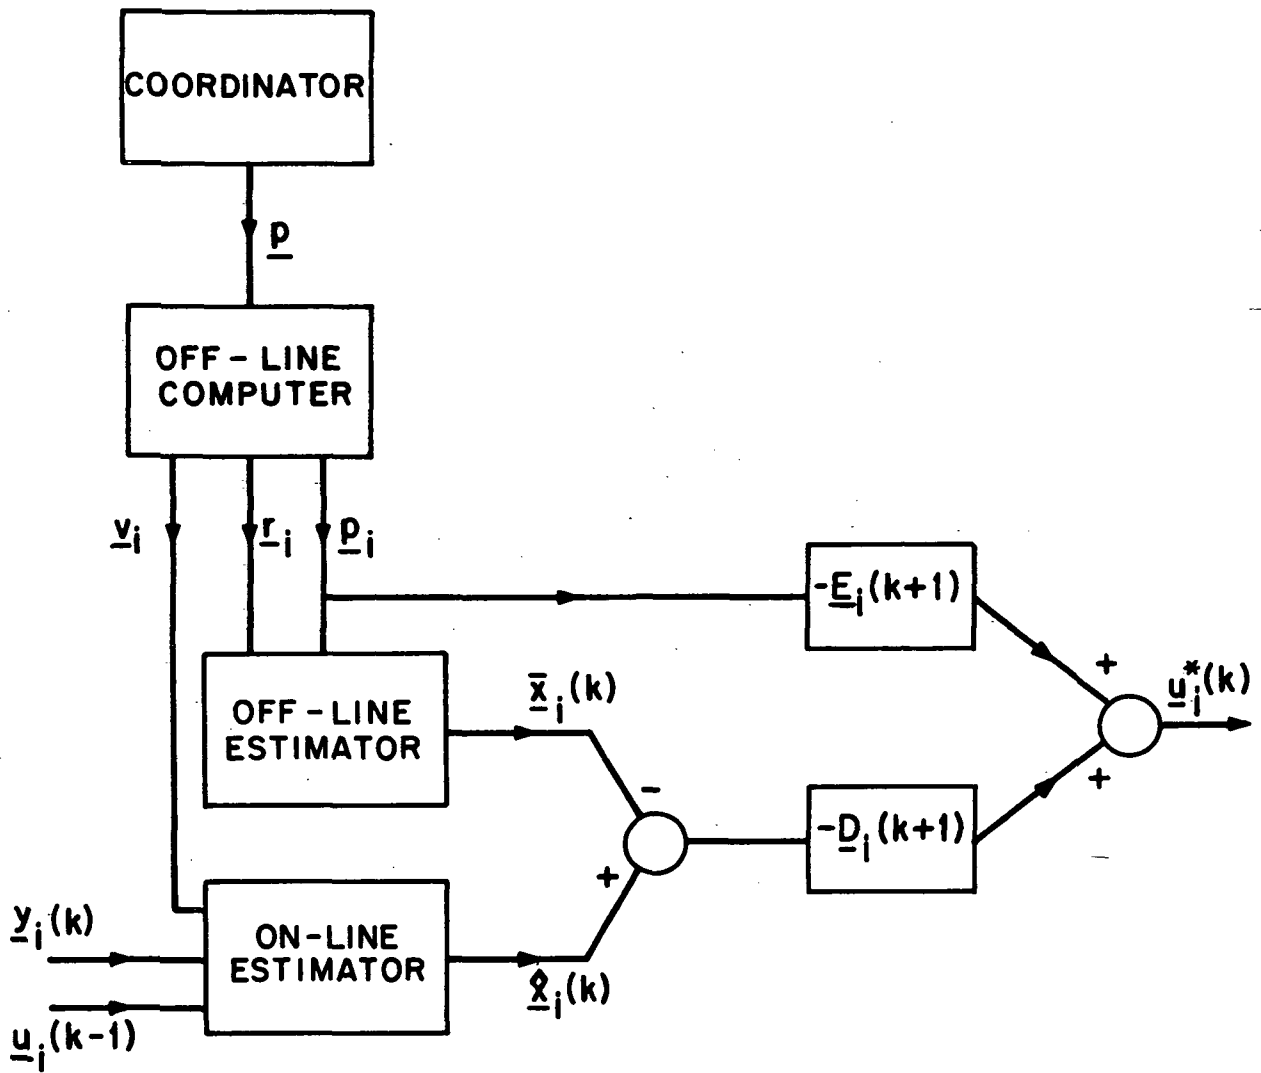 COORDINATOR
p
OFF-LINE
COMPUTER
v_i
r_i
p_i
-E_i(k+1)
+
u_i^*(k)
OFF-LINE
ESTIMATOR
x̄_i(k)
-
+
-D_i(k+1)
+
y_i(k)
u_i(k-1)
ON-LINE
ESTIMATOR
x̂_i(k)